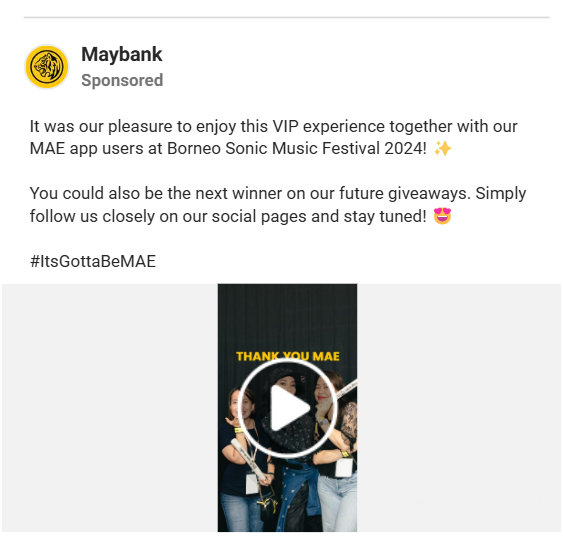 Maybank
Sponsored
It was our pleasure to enjoy this VIP experience together with our
MAE app users at Borneo Sonic Music Festival 2024! ✨
You could also be the next winner on our future giveaways. Simply
follow us closely on our social pages and stay tuned! 😍
#ItsGottaBeMAE
THANK YOU MAE